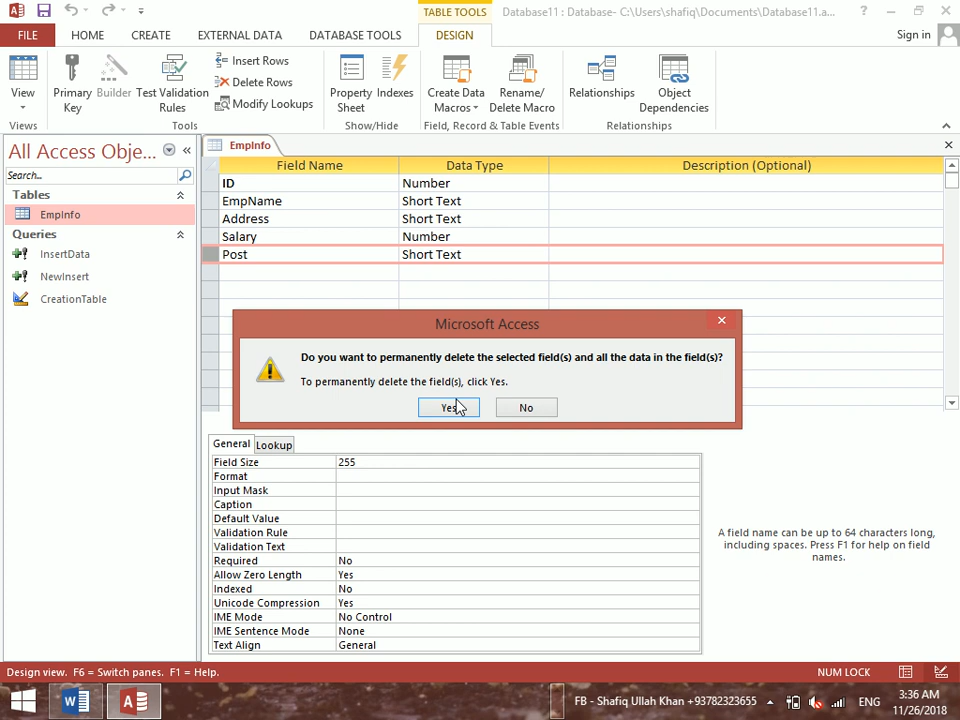 TABLE TOOLS
Database11 : Database- C:\Users\shafiq\Documents\Database11.a...
FILE
HOME
CREATE
EXTERNAL DATA
DATABASE TOOLS
DESIGN
Sign in
View
Primary Key
Builder
Test Validation Rules
Insert Rows
Delete Rows
Modify Lookups
Property Sheet
Indexes
Create Data Macros
Rename/ Delete Macro
Relationships
Object Dependencies
Views
Tools
Show/Hide
Field, Record & Table Events
Relationships
All Access Obje...
Search...
Tables
EmpInfo
Queries
InsertData
NewInsert
CreationTable
EmpInfo
Field Name Data Type Description (Optional)
ID Number
EmpName Short Text
Address Short Text
Salary Number
Post Short Text
Microsoft Access
Do you want to permanently delete the selected field(s) and all the data in the field(s)?
To permanently delete the field(s), click Yes.
Yes
No
General Lookup
Field Size 255
Format
Input Mask
Caption
Default Value
Validation Rule
Validation Text
Required No
Allow Zero Length Yes
Indexed No
Unicode Compression Yes
IME Mode No Control
IME Sentence Mode None
Text Align General
A field name can be up to 64 characters long,
including spaces. Press F1 for help on field
names.
Design view. F6 = Switch panes. F1 = Help.
NUM LOCK
FB - Shafiq Ullah Khan +93782323655
ENG
3:36 AM
11/26/2018